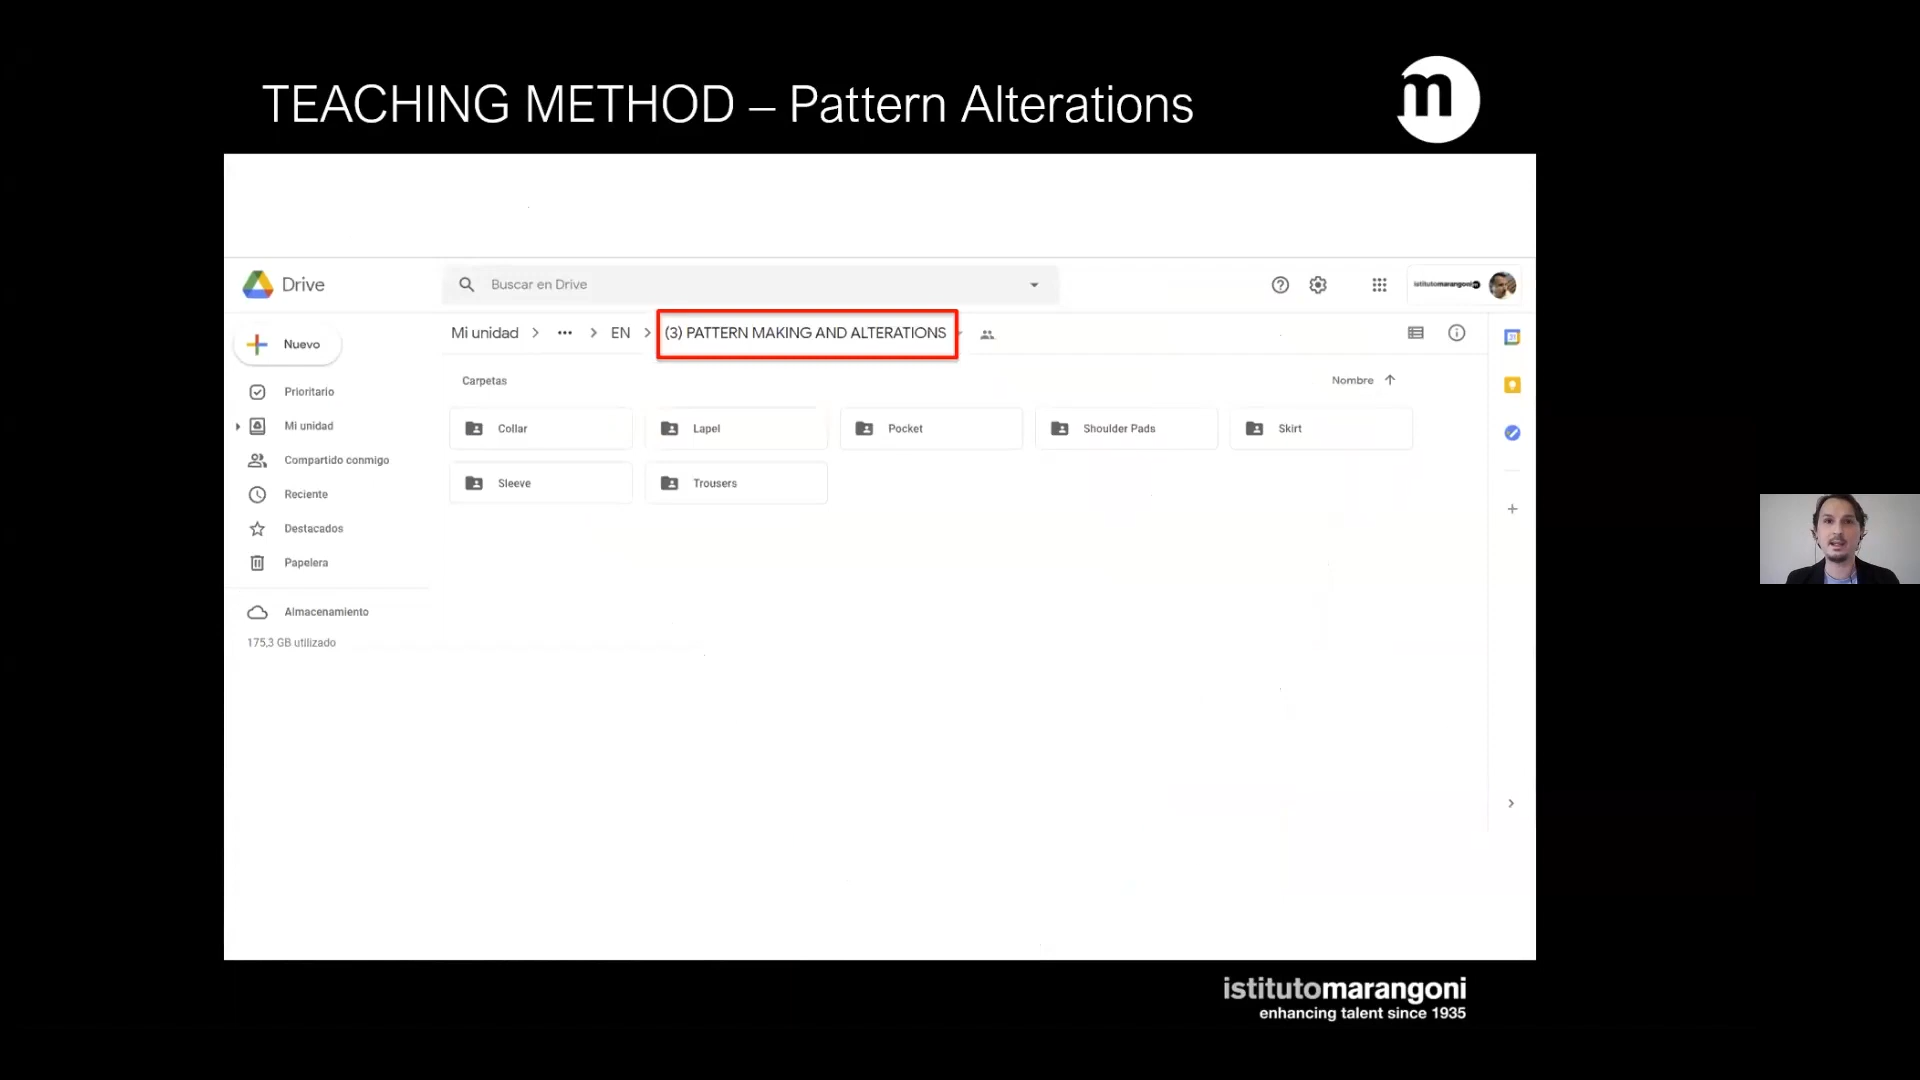 TEACHING METHOD – Pattern Alterations
m
Drive
Buscar en Drive
istitutomarangoni
Nuevo
Mi unidad > ••• > EN > (3) PATTERN MAKING AND ALTERATIONS
Prioritario
Mi unidad
Compartido conmigo
Reciente
Destacados
Papelera
Almacenamiento
175,3 GB utilizado
Carpetas
Nombre
Collar
Lapel
Pocket
Shoulder Pads
Skirt
Sleeve
Trousers
31
istitutomarangoni
enhancing talent since 1935